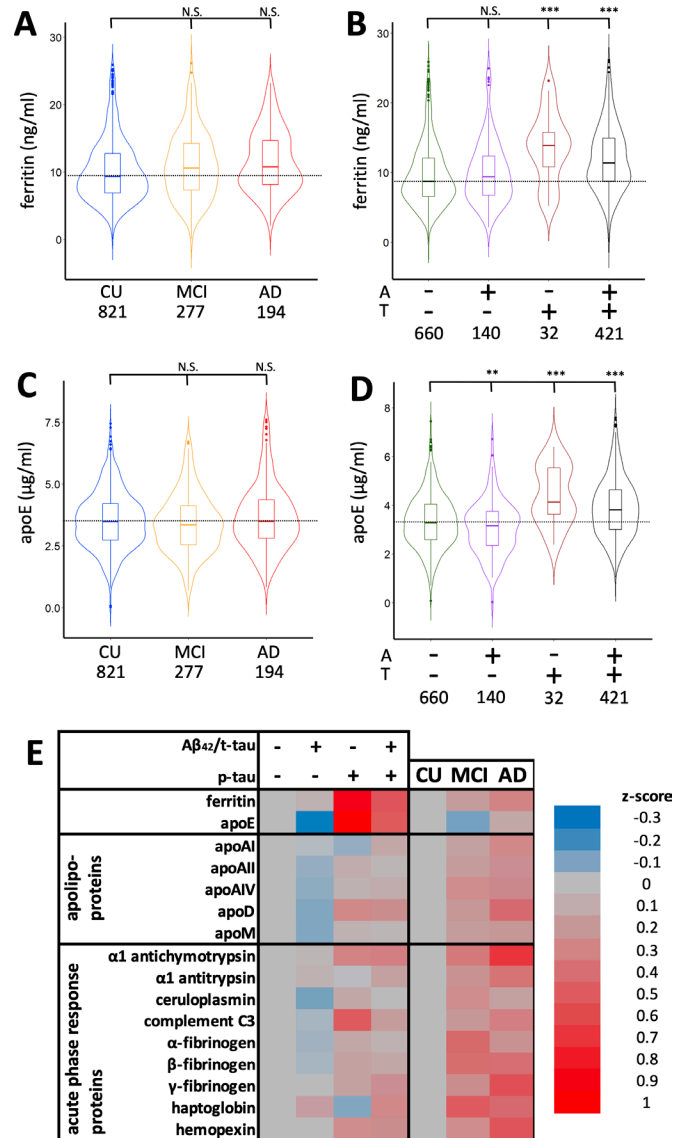 A
N.S.
N.S.
ferritin (ng/ml)
30
20
10
0
CU
MCI
AD
821
277
194
B
N.S.
***
***
ferritin (ng/ml)
30
20
10
0
A
-
+
-
+
T
-
-
+
+
660
140
32
421
C
N.S.
N.S.
apoE (µg/ml)
7.5
5.0
2.5
0.0
CU
MCI
AD
821
277
194
D
**
***
***
apoE (µg/ml)
8
6
4
2
0
A
-
+
-
+
T
-
-
+
+
660
140
32
421
E
Aβ42/t-tau - + - +
p-tau - - + + CU MCI AD
ferritin
apoE
apolipo-
proteins
apoAI
apoAII
apoAIV
apoD
apoM
acute phase response
proteins
α1 antichymotrypsin
α1 antitrypsin
ceruloplasmin
complement C3
α-fibrinogen
β-fibrinogen
γ-fibrinogen
haptoglobin
hemopexin
z-score
-0.3
-0.2
-0.1
0
0.1
0.2
0.3
0.4
0.5
0.6
0.7
0.8
0.9
1